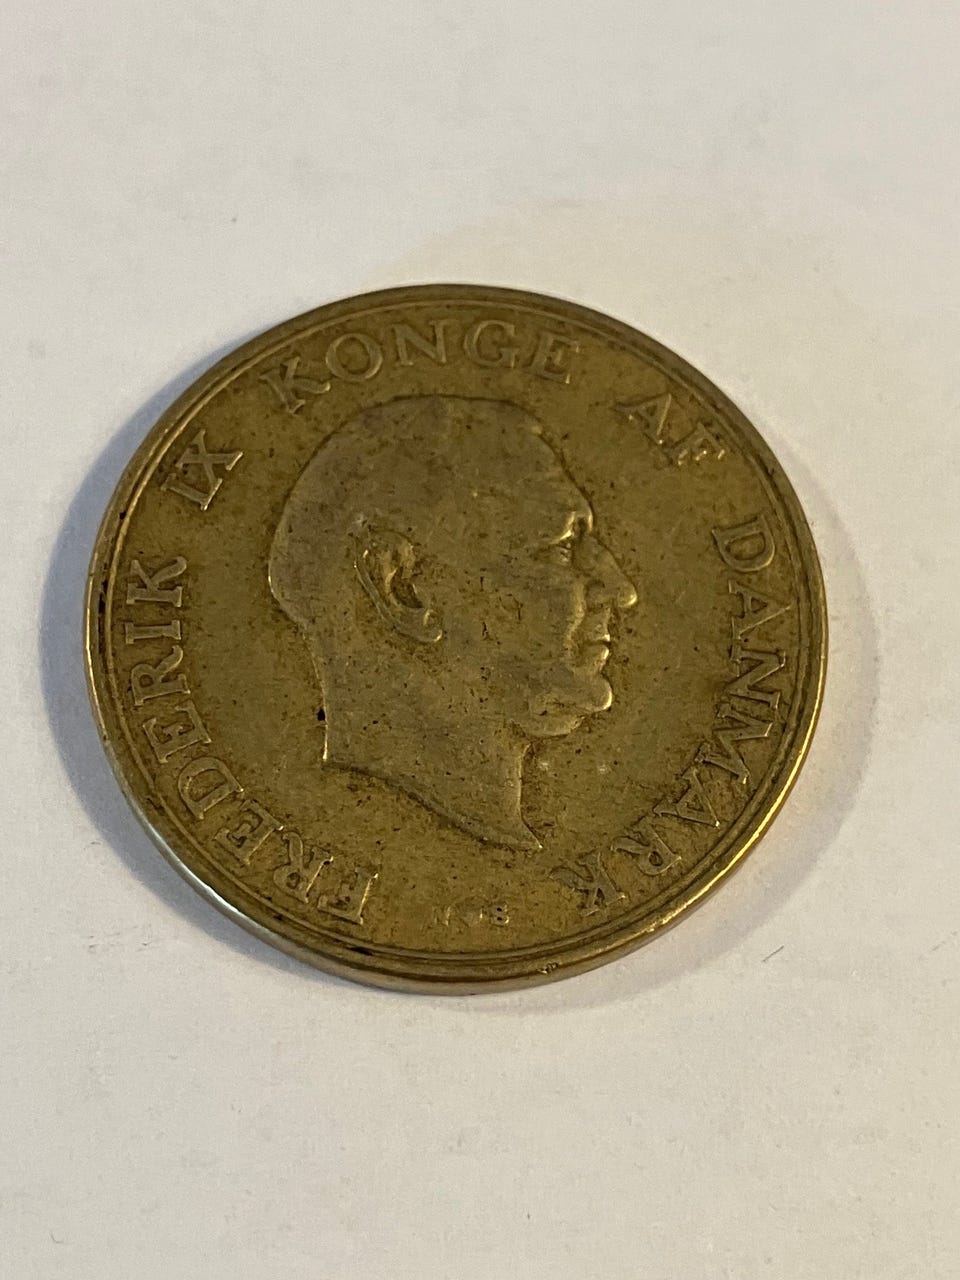 FREDERIK IX KONGE AF DANMARK